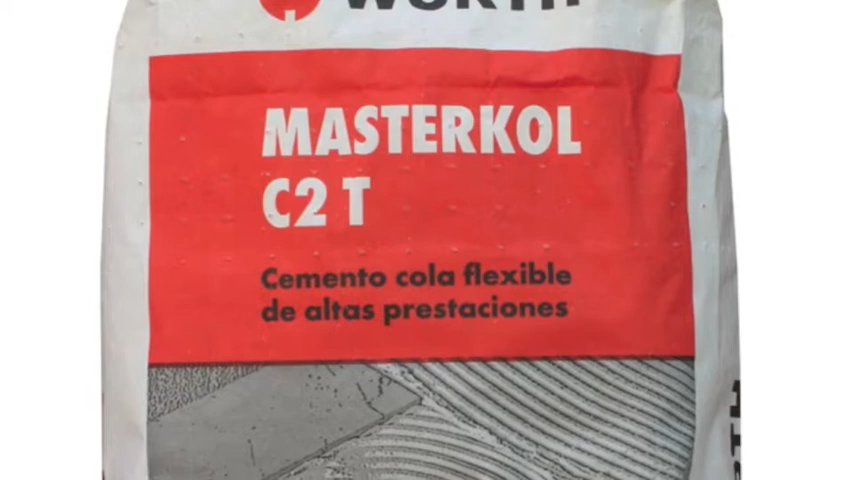 WÜRTH
MASTERKOL
C2 T
Cemento cola flexible
de altas prestaciones